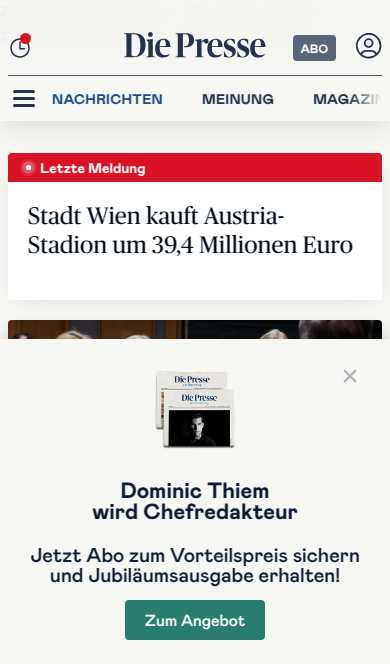 Die Presse
ABO
NACHRICHTEN MEINUNG MAGAZIN
Letzte Meldung
Stadt Wien kauft Austria-
Stadion um 39,4 Millionen Euro
Die Presse
Die Presse
Dominic Thiem
wird Chefredakteur
Jetzt Abo zum Vorteilspreis sichern
und Jubiläumsausgabe erhalten!
Zum Angebot